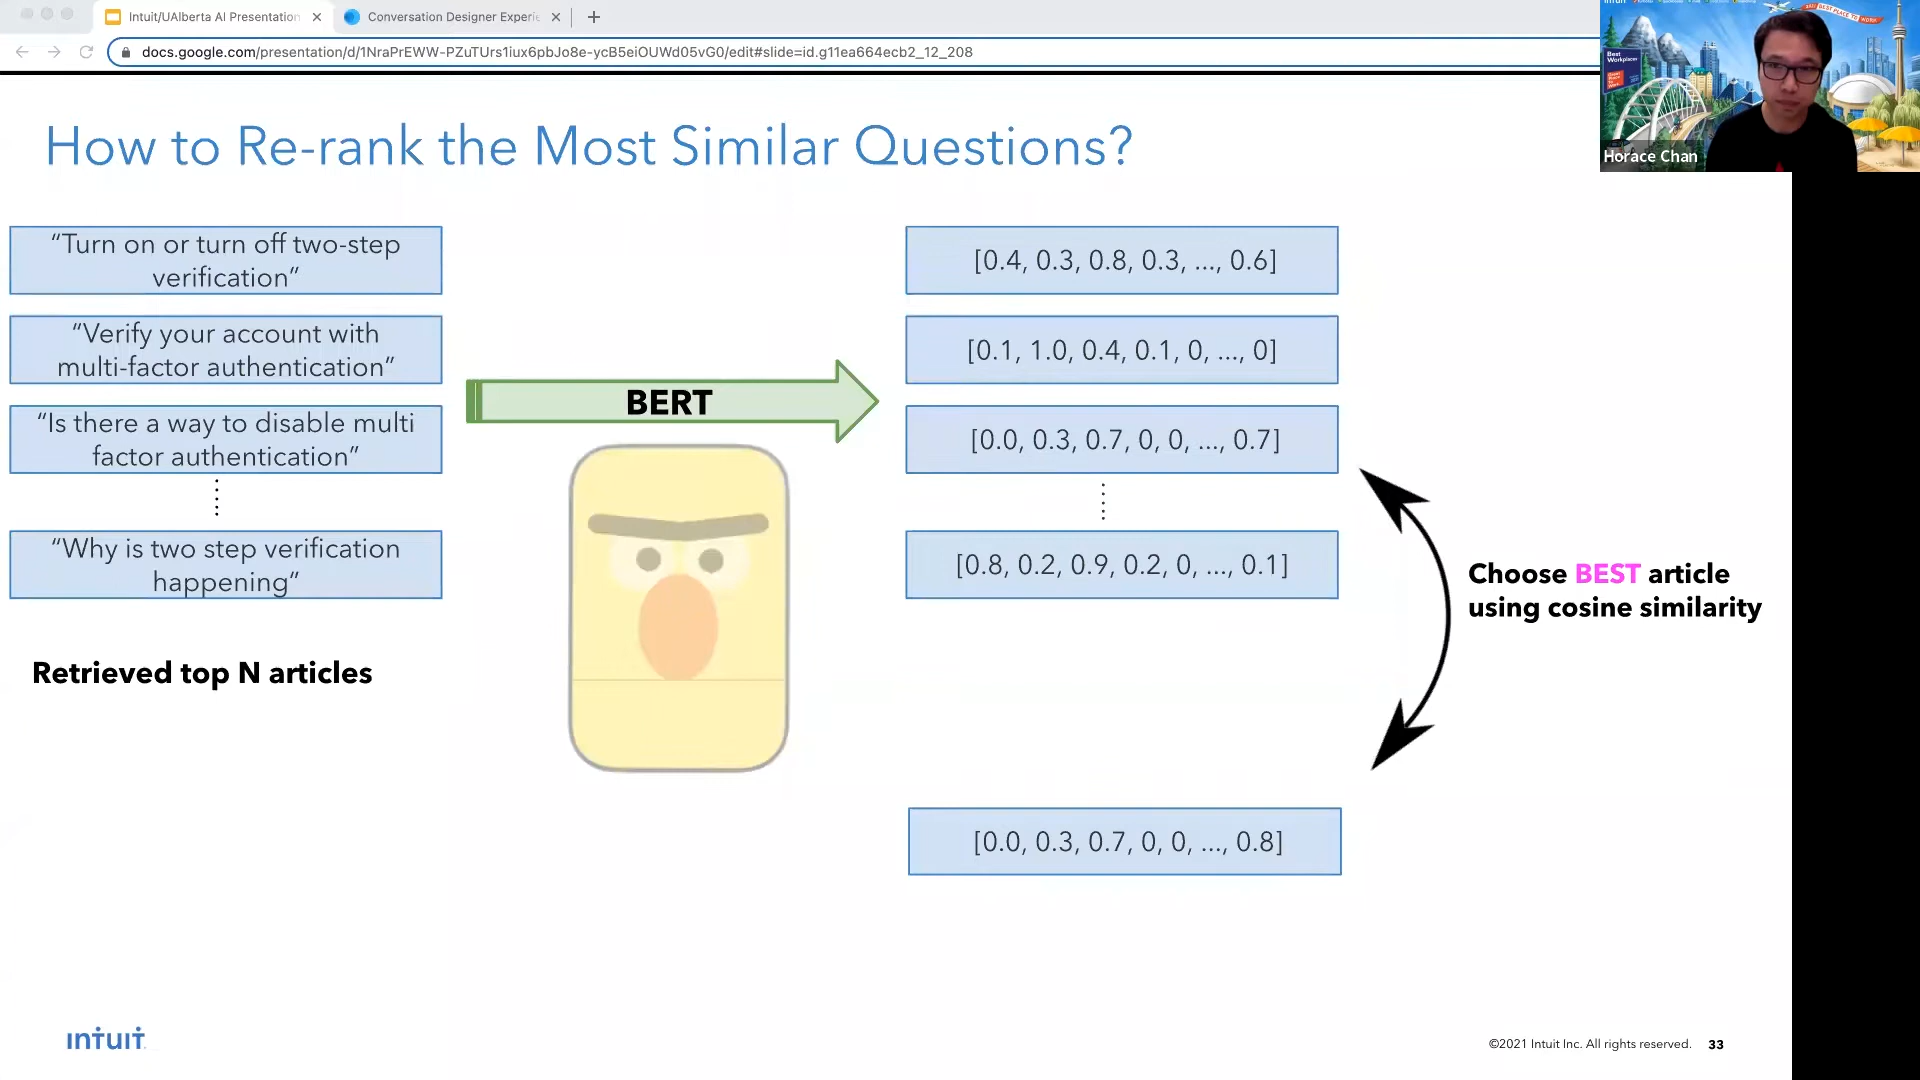 Intuit/UAlberta AI Presentation
Conversation Designer Experie
docs.google.com/presentation/d/1NraPrEWW-PZuTUrs1iux6pbJo8e-ycB5eiOUWd05vG0/edit#slide=id.g11ea664ecb2_12_208
Horace Chan
How to Re-rank the Most Similar Questions?
“Turn on or turn off two-step
verification”
“Verify your account with
multi-factor authentication”
“Is there a way to disable multi
factor authentication”
“Why is two step verification
happening”
Retrieved top N articles
BERT
[0.4, 0.3, 0.8, 0.3, ..., 0.6]
[0.1, 1.0, 0.4, 0.1, 0, ..., 0]
[0.0, 0.3, 0.7, 0, 0, ..., 0.7]
[0.8, 0.2, 0.9, 0.2, 0, ..., 0.1]
Choose BEST article
using cosine similarity
[0.0, 0.3, 0.7, 0, 0, ..., 0.8]
ıntuıt
©2021 Intuit Inc. All rights reserved. 33